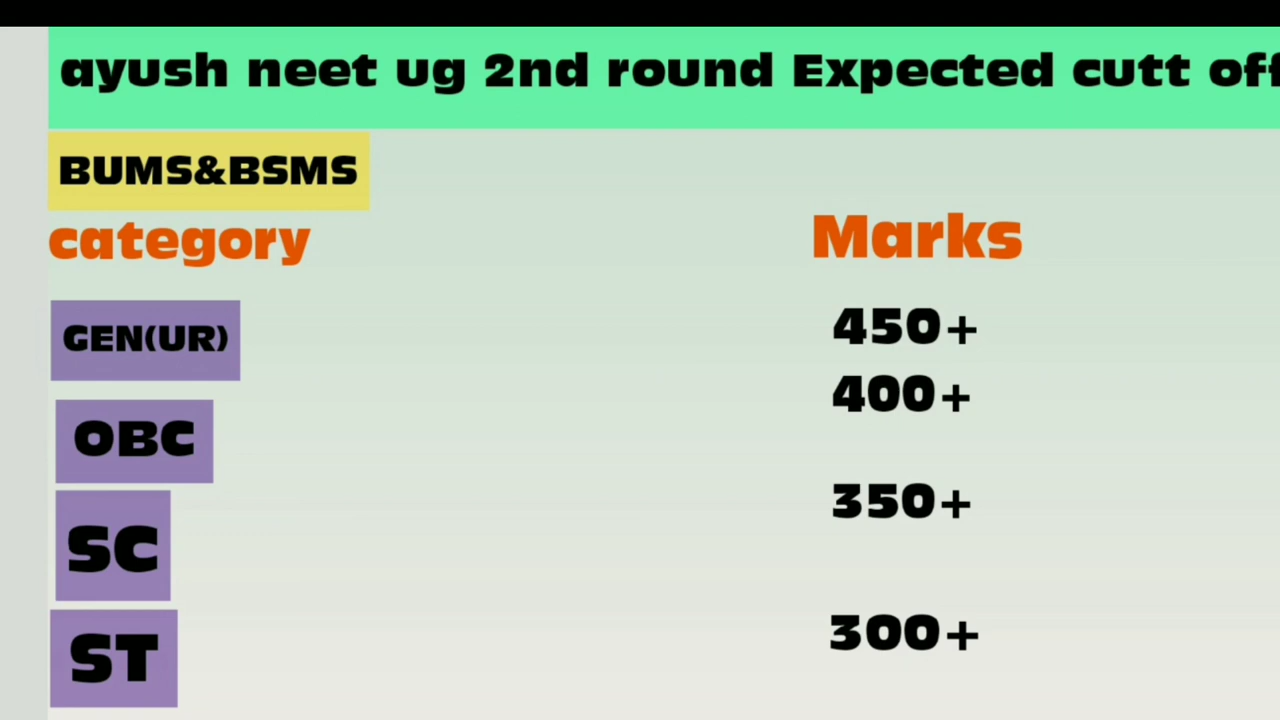 ayush neet ug 2nd round Expected cutt off
BUMS&BSMS
category Marks
GEN(UR) 450+
OBC 400+
SC 350+
ST 300+